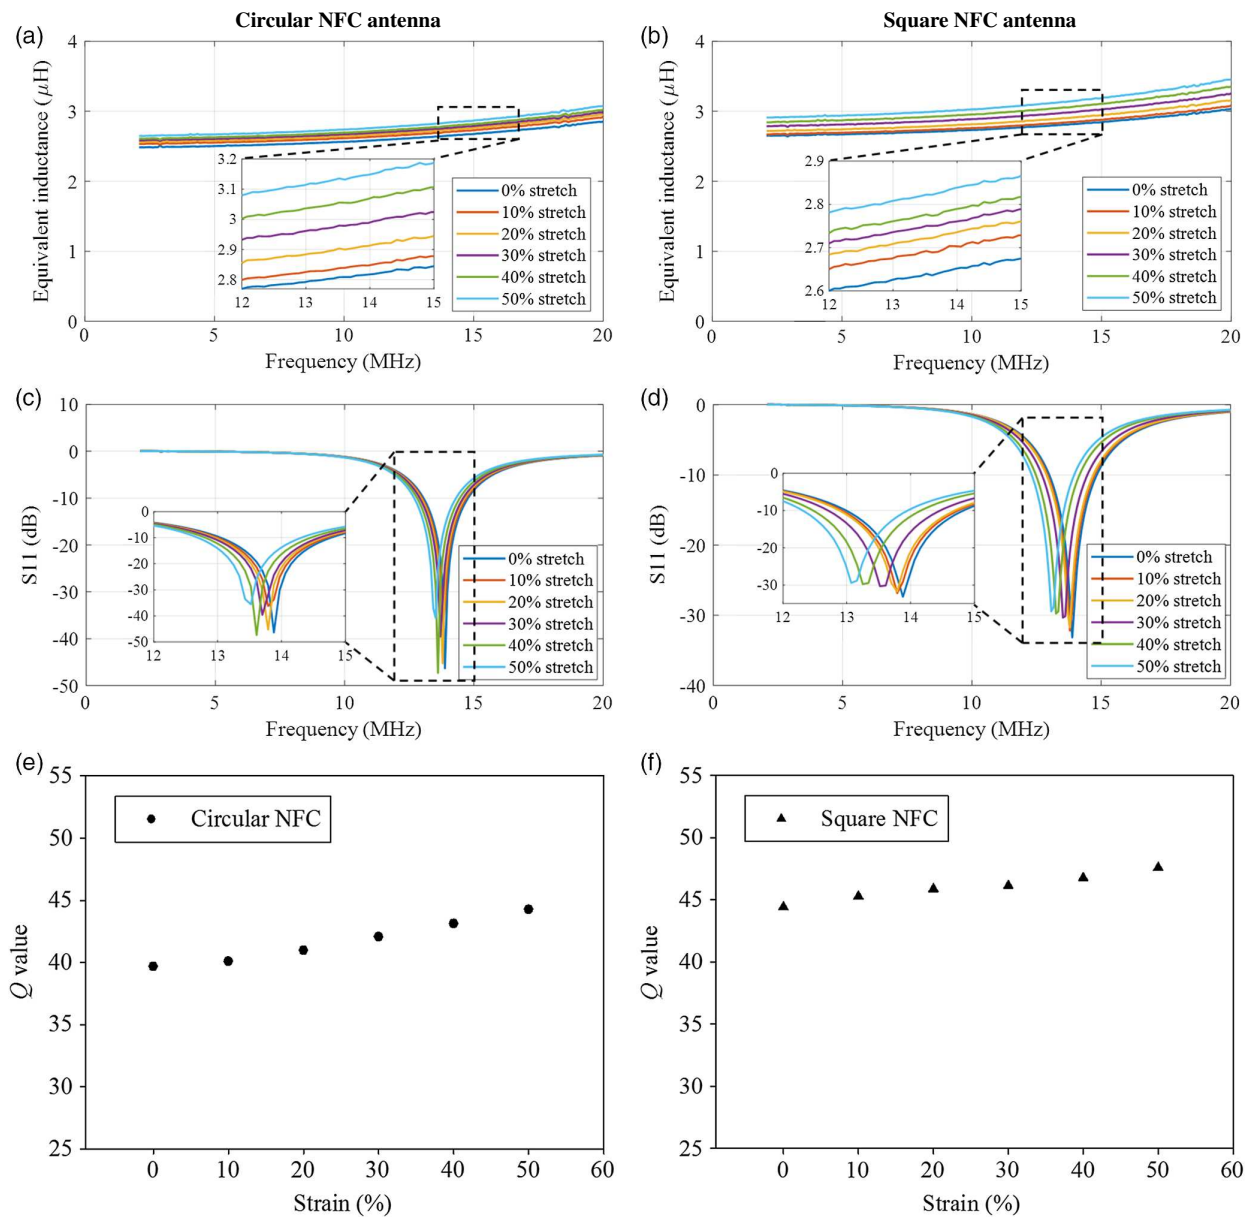 Circular NFC antenna
Square NFC antenna
(a)
4
3
2
1
0
0
5
10
15
20
Equivalent inductance (μH)
Frequency (MHz)
3.2
3.1
3
2.9
2.8
12
13
14
15
0% stretch
10% stretch
20% stretch
30% stretch
40% stretch
50% stretch
(b)
4
3
2
1
0
0
5
10
15
20
Equivalent inductance (μH)
Frequency (MHz)
2.9
2.8
2.7
2.6
12
13
14
15
0% stretch
10% stretch
20% stretch
30% stretch
40% stretch
50% stretch
(c)
10
0
-10
-20
-30
-40
-50
0
5
10
15
20
S11 (dB)
Frequency (MHz)
0
-10
-20
-30
-40
-50
12
13
14
15
0% stretch
10% stretch
20% stretch
30% stretch
40% stretch
50% stretch
(d)
0
-10
-20
-30
-40
0
5
10
15
20
S11 (dB)
Frequency (MHz)
0
-10
-20
-30
12
13
14
15
0% stretch
10% stretch
20% stretch
30% stretch
40% stretch
50% stretch
(e)
55
50
45
40
35
30
25
0
10
20
30
40
50
60
Q value
Strain (%)
Circular NFC
(f)
55
50
45
40
35
30
25
0
10
20
30
40
50
60
Q value
Strain (%)
Square NFC